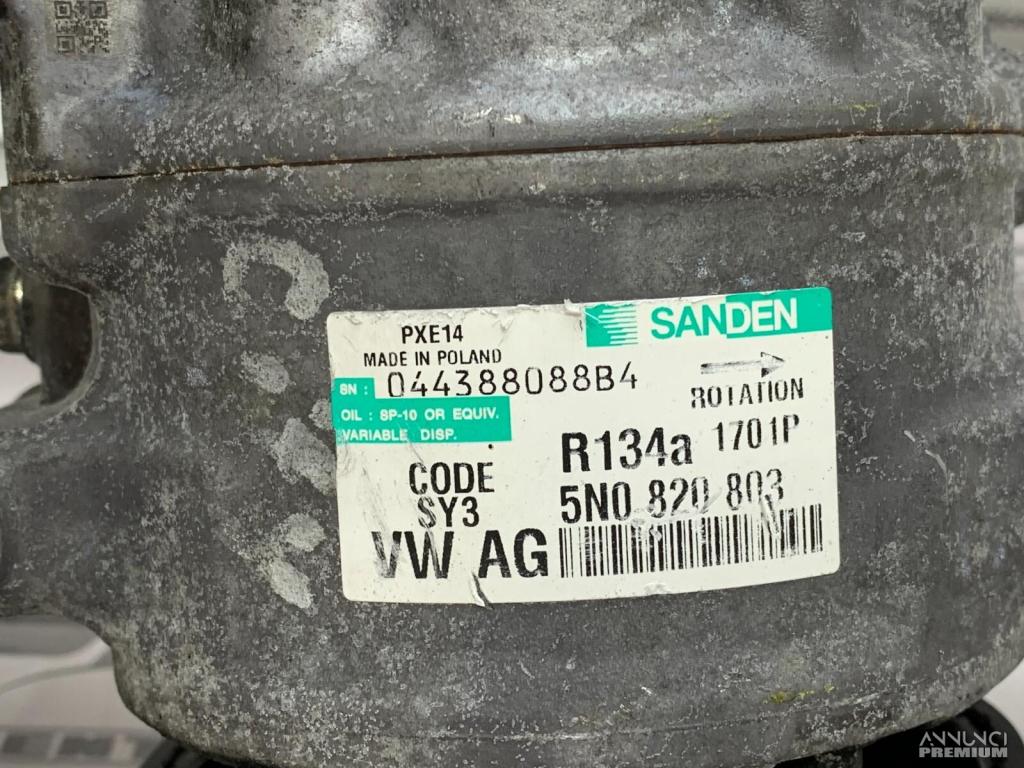 SANDEN
PXE14
MADE IN POLAND
SN : 044388088B4
ROTATION
OIL : SP-10 OR EQUIV.
VARIABLE DISP.
R134a 1701P
CODE
SY3
5N0 820 803
VW AG
ANNUNCI
PREMIUM